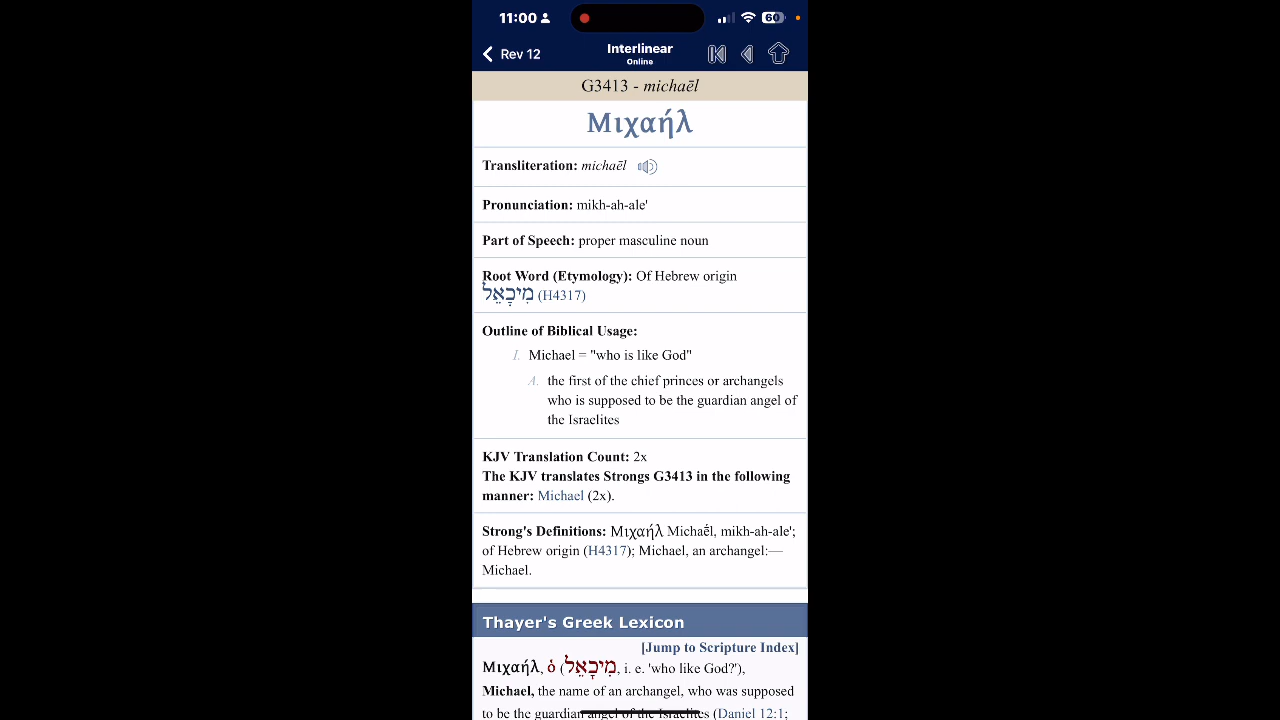 11:00
60
Rev 12
Interlinear
Online
G3413 - michaēl
Μιχαήλ
Transliteration: michaēl
Pronunciation: mikh-ah-ale'
Part of Speech: proper masculine noun
Root Word (Etymology): Of Hebrew origin
מִיכָאֵל (H4317)
Outline of Biblical Usage:
I. Michael = "who is like God"
A. the first of the chief princes or archangels
who is supposed to be the guardian angel of
the Israelites
KJV Translation Count: 2x
The KJV translates Strongs G3413 in the following
manner: Michael (2x).
Strong's Definitions: Μιχαήλ Michaḗl, mikh-ah-ale';
of Hebrew origin (H4317); Michael, an archangel:—
Michael.
Thayer's Greek Lexicon
[Jump to Scripture Index]
Μιχαήλ, ὁ (מִיכָאֵל, i. e. 'who like God?'),
Michael, the name of an archangel, who was supposed
to be the guardian angel of the Israelites (Daniel 12:1;